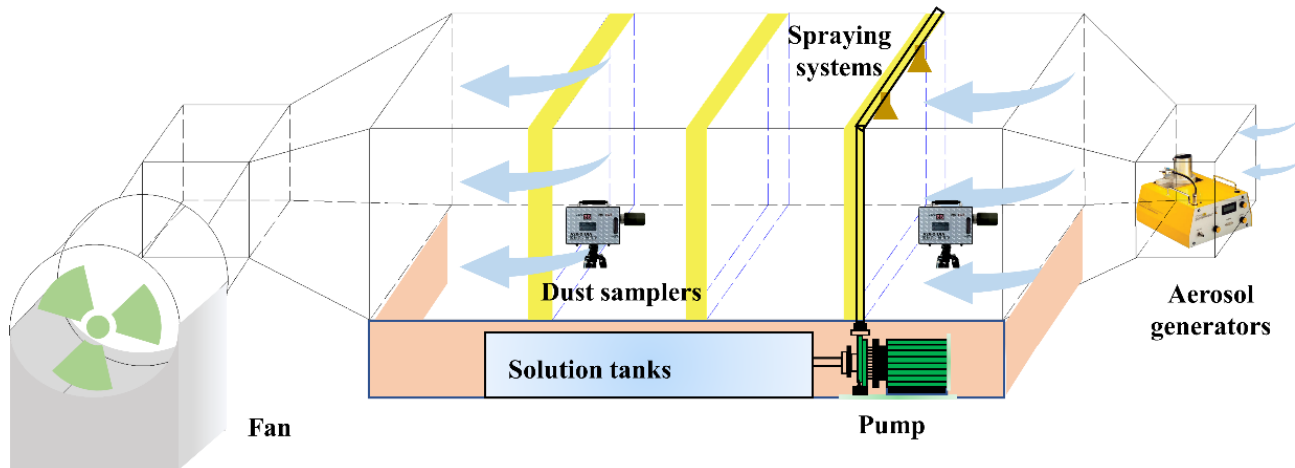 Spraying
systems
Dust samplers
Aerosol
generators
Solution tanks
Fan
Pump